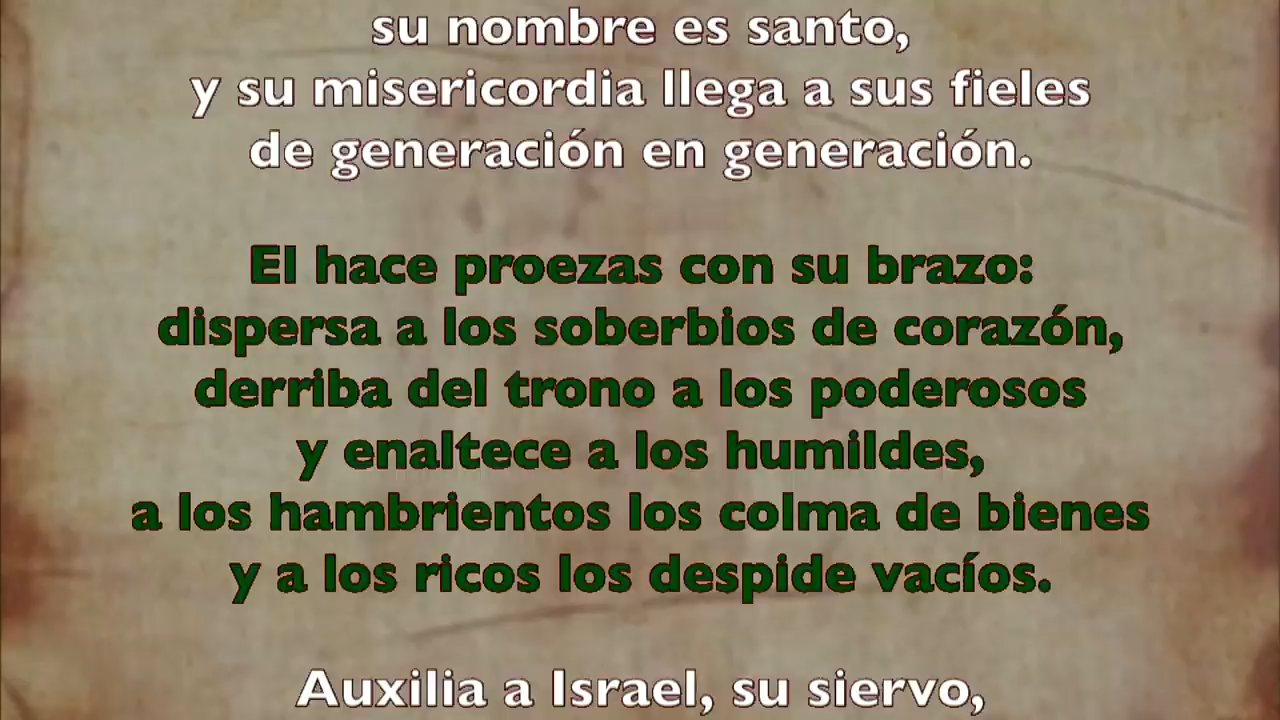 su nombre es santo,
y su misericordia llega a sus fieles
de generación en generación.
El hace proezas con su brazo:
dispersa a los soberbios de corazón,
derriba del trono a los poderosos
y enaltece a los humildes,
a los hambrientos los colma de bienes
y a los ricos los despide vacíos.
Auxilia a Israel, su siervo,